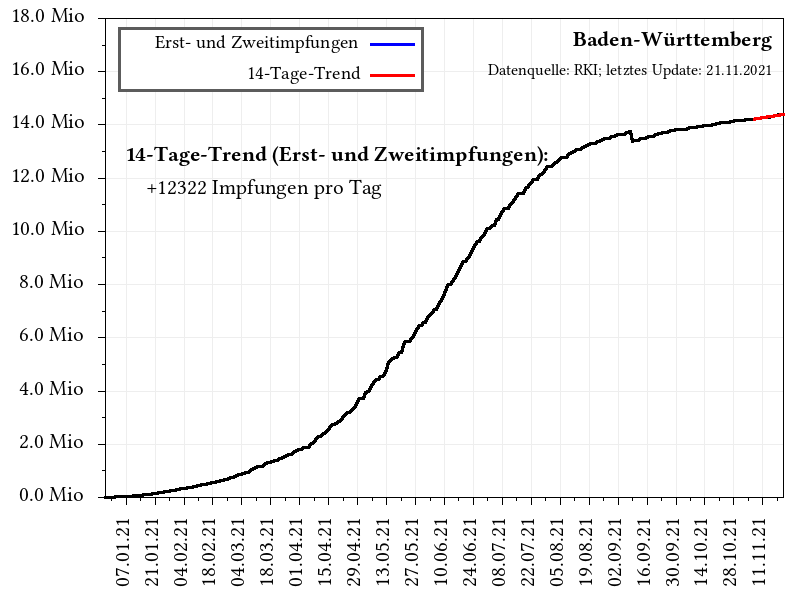 18.0 Mio
16.0 Mio
14.0 Mio
12.0 Mio
10.0 Mio
8.0 Mio
6.0 Mio
4.0 Mio
2.0 Mio
0.0 Mio
Erst- und Zweitimpfungen
14-Tage-Trend
Baden-Württemberg
Datenquelle: RKI; letztes Update: 21.11.2021
14-Tage-Trend (Erst- und Zweitimpfungen):
+12322 Impfungen pro Tag
07.01.21
21.01.21
04.02.21
18.02.21
04.03.21
18.03.21
01.04.21
15.04.21
29.04.21
13.05.21
27.05.21
10.06.21
24.06.21
08.07.21
22.07.21
05.08.21
19.08.21
02.09.21
16.09.21
30.09.21
14.10.21
28.10.21
11.11.21